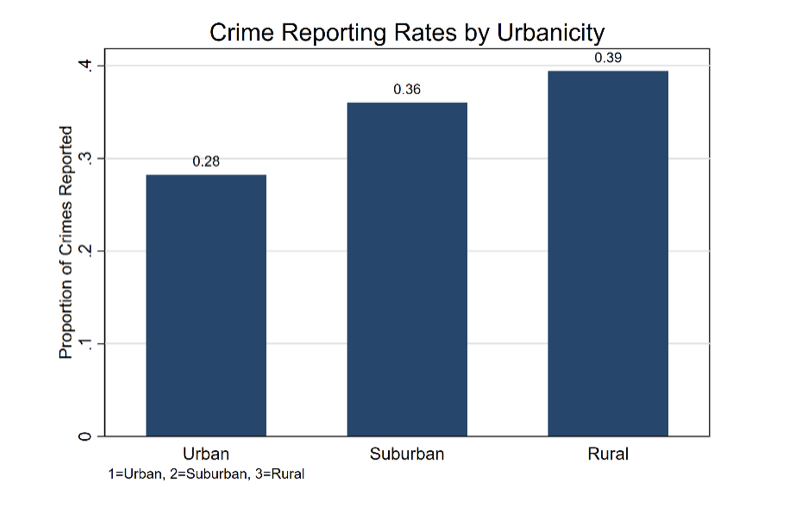 Crime Reporting Rates by Urbanicity
Proportion of Crimes Reported
.4
.3
.2
.1
0
0.28
0.36
0.39
Urban
Suburban
Rural
1=Urban, 2=Suburban, 3=Rural